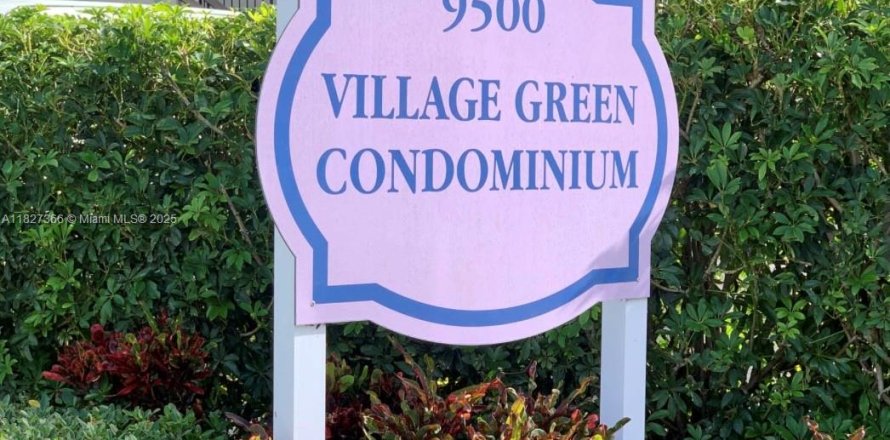 9500
VILLAGE GREEN
CONDOMINIUM
A11827366 © Miami MLS® 2025